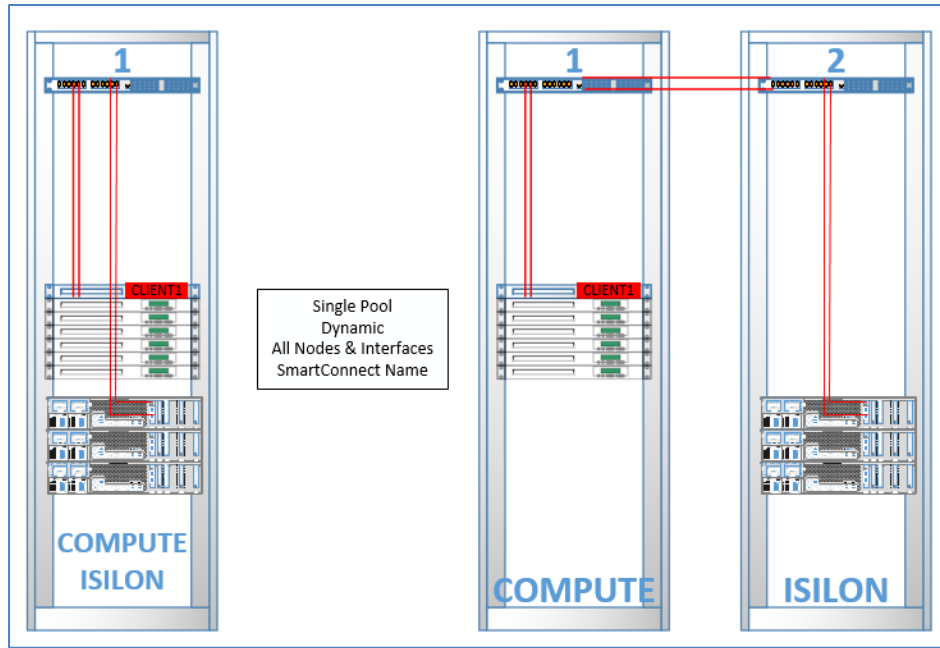 1
CLIENT1
COMPUTE
ISILON
Single Pool
Dynamic
All Nodes & Interfaces
SmartConnect Name
1
CLIENT1
COMPUTE
2
ISILON